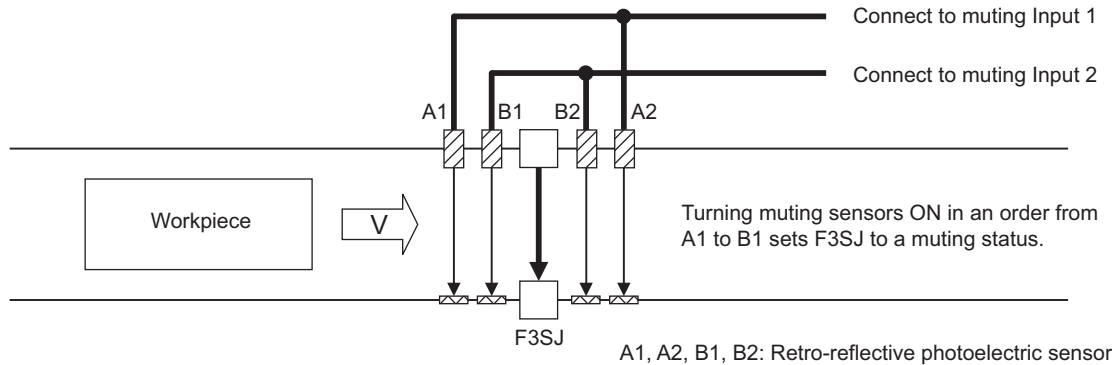 Connect to muting Input 1
Connect to muting Input 2
A1
B1
B2
A2
Workpiece
V
Turning muting sensors ON in an order from
A1 to B1 sets F3SJ to a muting status.
F3SJ
A1, A2, B1, B2: Retro-reflective photoelectric sensor